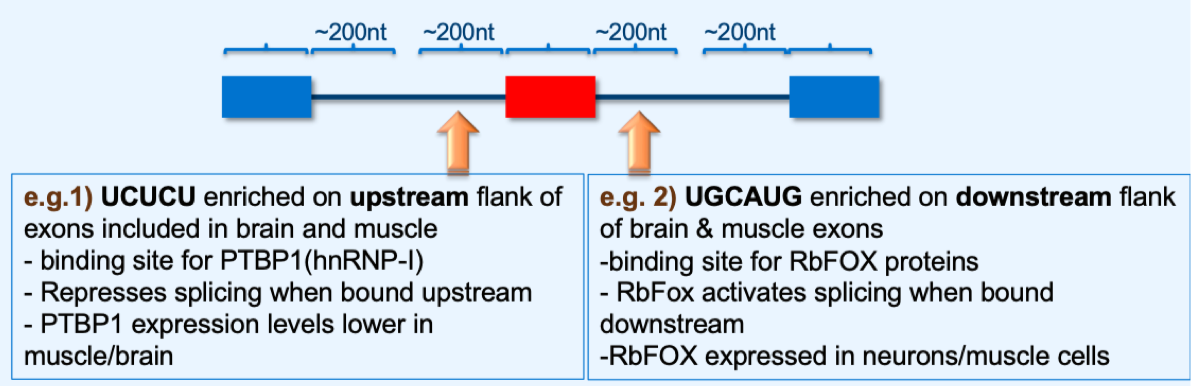 ~200nt ~200nt ~200nt ~200nt
e.g.1) UCUCU enriched on upstream flank of
exons included in brain and muscle
- binding site for PTBP1(hnRNP-I)
- Represses splicing when bound upstream
- PTBP1 expression levels lower in
muscle/brain
e.g. 2) UGCAUG enriched on downstream flank
of brain & muscle exons
-binding site for RbFOX proteins
- RbFox activates splicing when bound
downstream
-RbFOX expressed in neurons/muscle cells